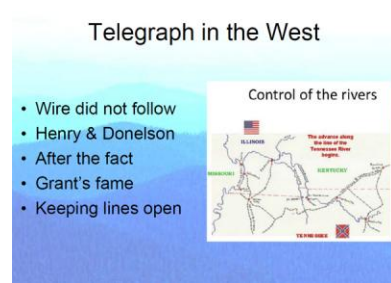 Telegraph in the West
Wire did not follow
Henry & Donelson
After the fact
Grant's fame
Keeping lines open
Control of the rivers
ILLINOIS
The advance along
the line of the
Tennessee River
begins.
MISSOURI
KENTUCKY
TENNESSEE